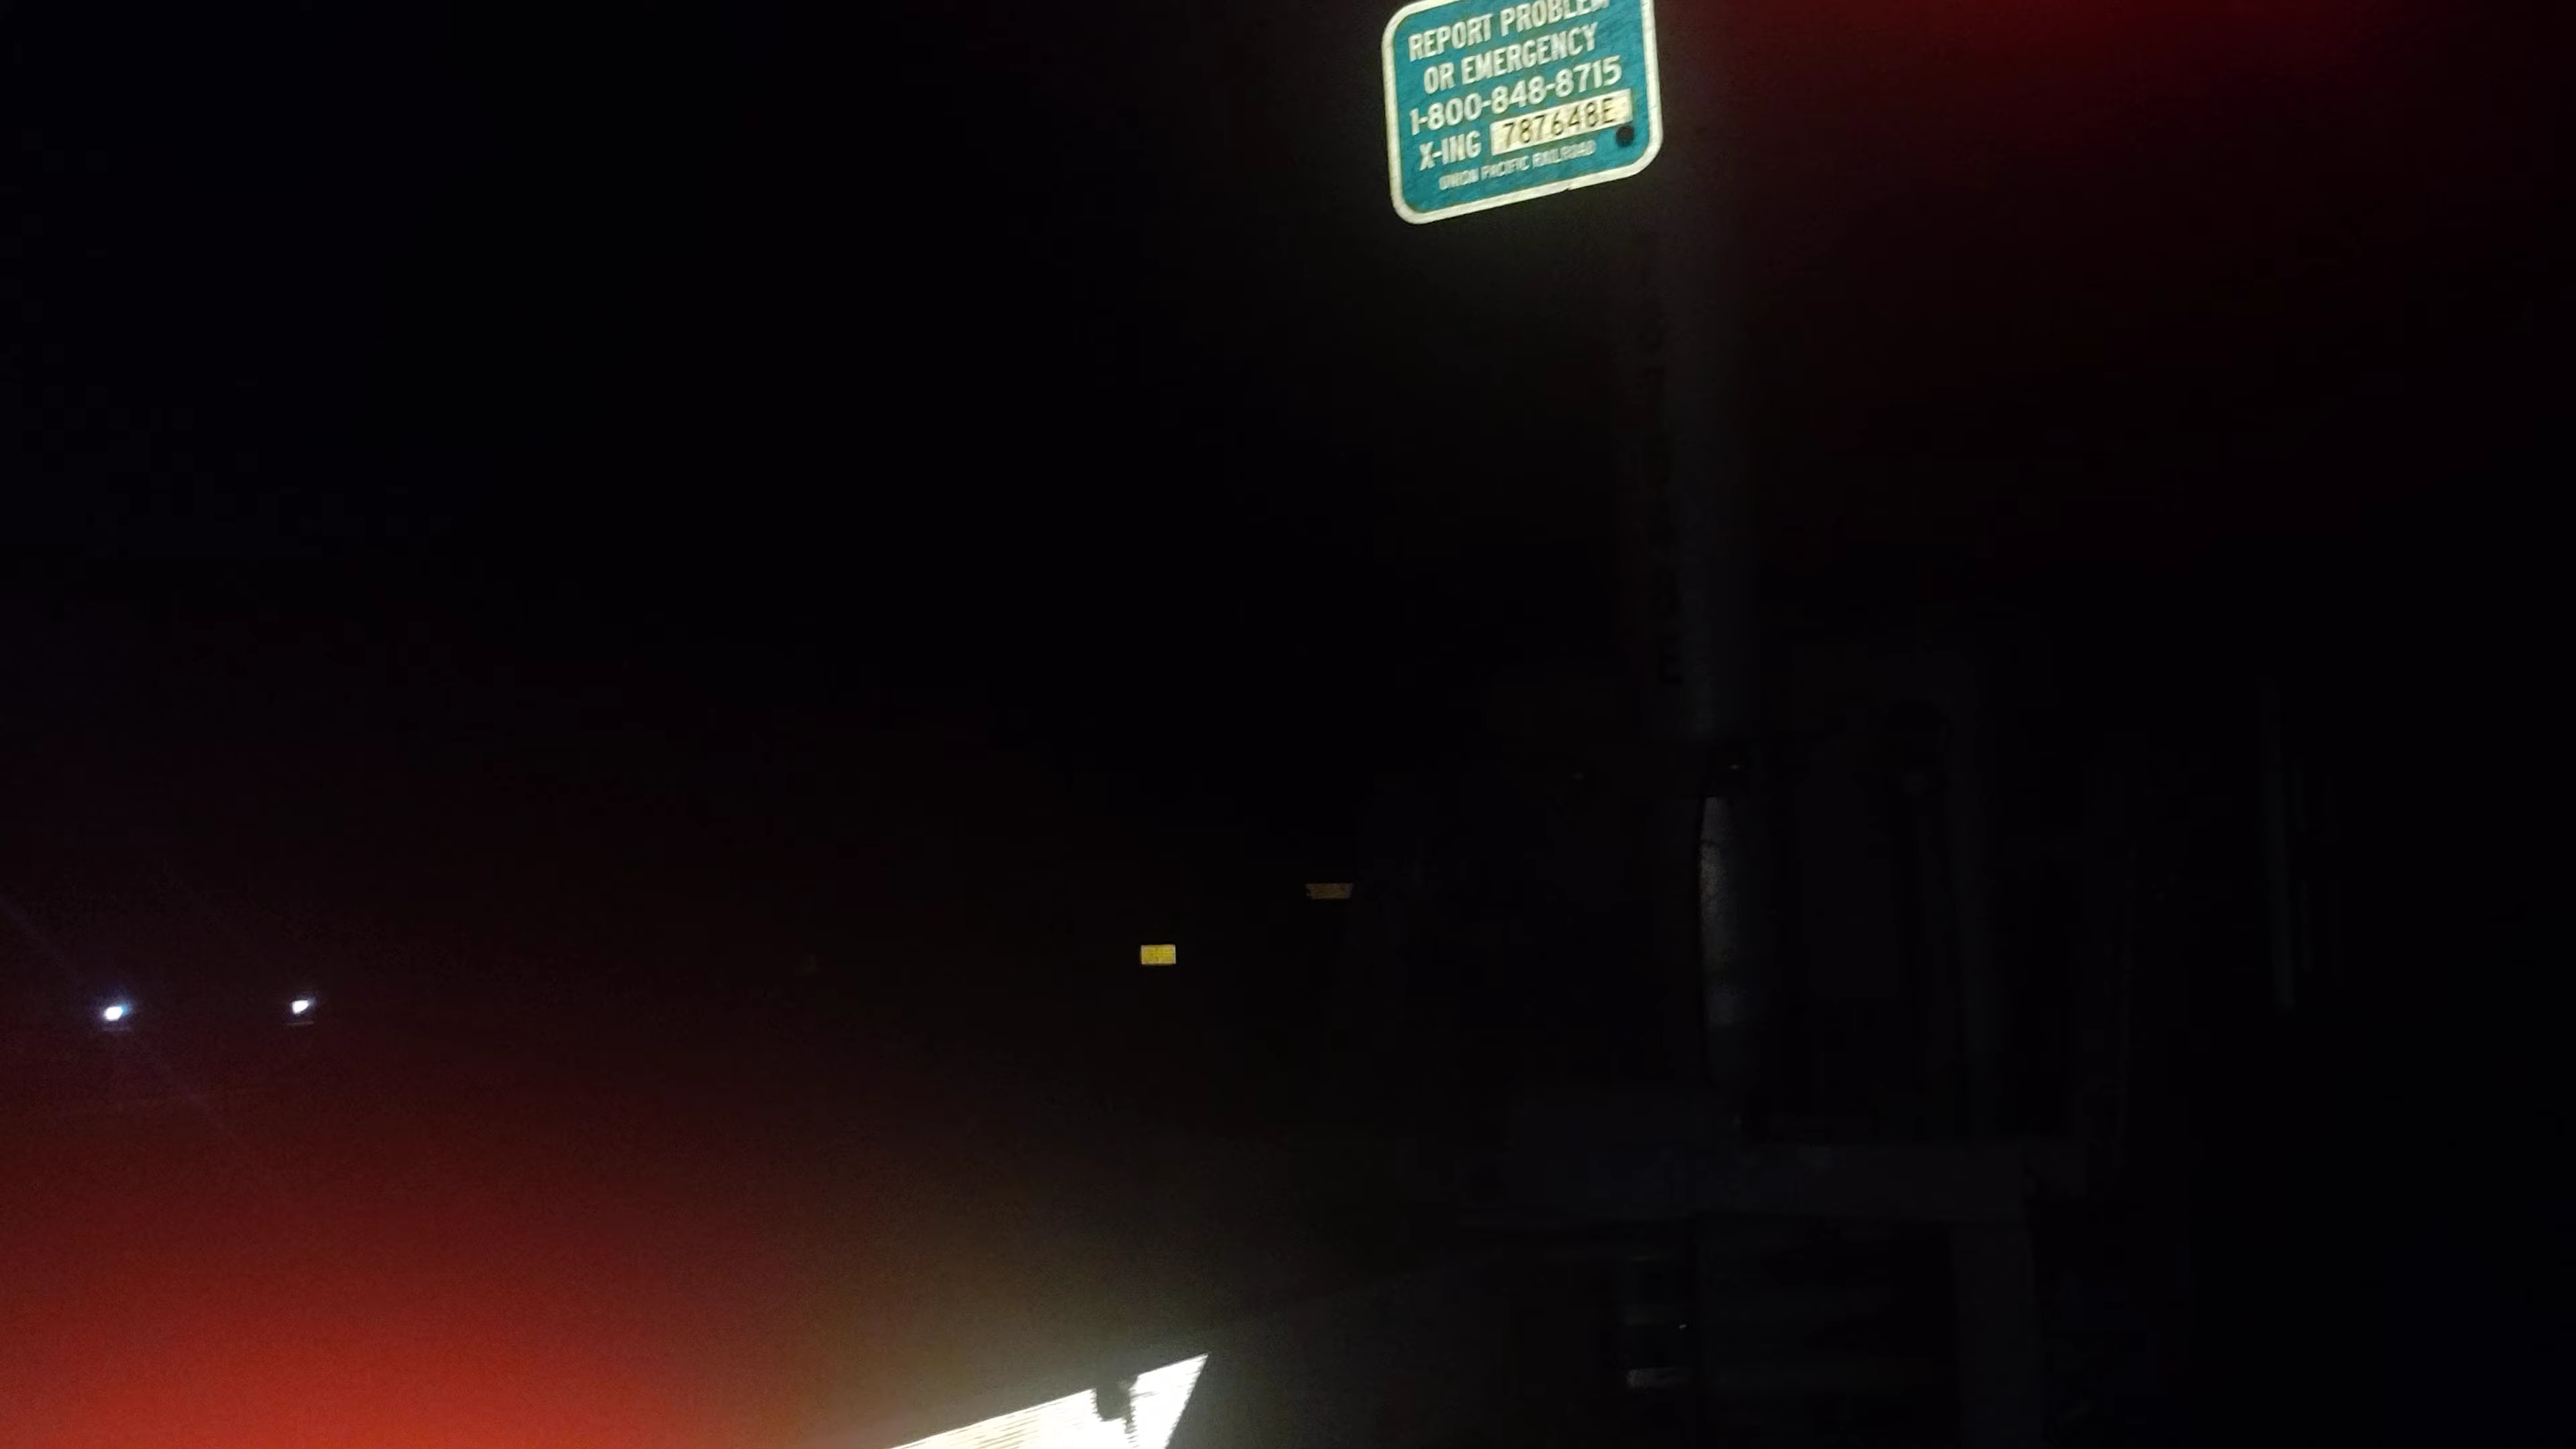 REPORT PROBLEM
OR EMERGENCY
1-800-848-8715
X-ING 787648E
UNION PACIFIC RAILROAD